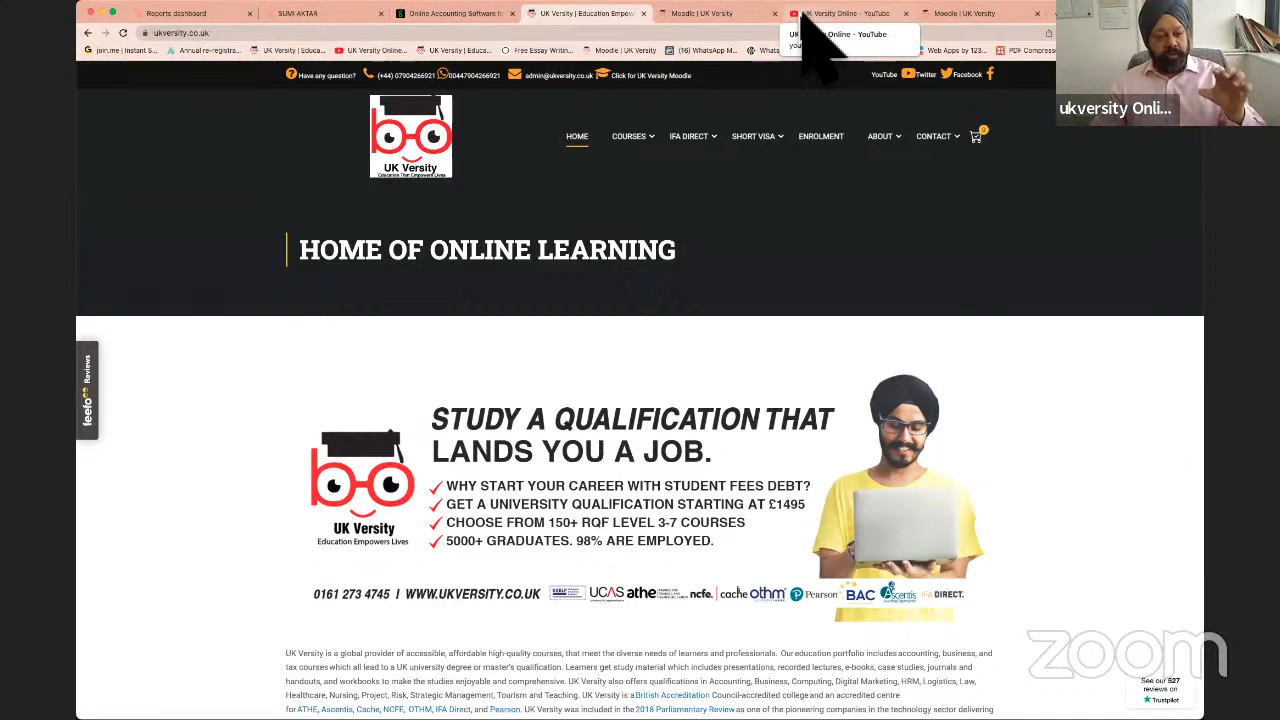 Reports dashboard
SUMI AKTAR
Online Accounting Software fo
UK Versity | Education Empowe
Moodle | UK Versity
UK Versity Online - YouTube
Moodle | UK Versity
ukversity.co.uk
join.me | Instant S...
Annual re-registra...
UK Versity | Educa...
UK Versity | Educa...
Free Essay Writing...
Moodle | UK Versity
(16) WhatsApp M...
Web Apps by 123...
PDF Compress
Have any question?
(+44) 07904266921
00447904266921
admin@ukversity.co.uk
Click for UK Versity Moodle
YouTube
Twitter
Facebook
ukversity Onli...
UK Versity
Education That Empowers Lives
HOME
COURSES
IFA DIRECT
SHORT VISA
ENROLMENT
ABOUT
CONTACT
0
HOME OF ONLINE LEARNING
feefo Reviews
STUDY A QUALIFICATION THAT
LANDS YOU A JOB.
WHY START YOUR CAREER WITH STUDENT FEES DEBT?
GET A UNIVERSITY QUALIFICATION STARTING AT £1495
CHOOSE FROM 150+ RQF LEVEL 3-7 COURSES
5000+ GRADUATES. 98% ARE EMPLOYED.
UK Versity
Education Empowers Lives
0161 273 4745 I WWW.UKVERSITY.CO.UK
UCAS athe ncfe. cache othm Pearson BAC Ascentis IFA DIRECT.
UK Versity is a global provider of accessible, affordable high-quality courses, that meet the diverse needs of learners and professionals. Our education portfolio includes accounting, business, and
tax courses which all lead to a UK university degree or master's qualification. Learners get study material which includes presentations, recorded lectures, e-books, case studies, journals and
handouts, and workbooks to make the studies enjoyable and comprehensive. UK Versity also offers qualifications in Accounting, Business, Computing, Digital Marketing, HRM, Logistics, Law,
Healthcare, Nursing, Project, Risk, Strategic Management, Tourism and Teaching. UK Versity is a British Accreditation Council-accredited college and an accredited centre
for ATHE, Ascentis, Cache, NCFE, OTHM, IFA Direct, and Pearson. UK Versity was included in the 2018 Parliamentary Review as one of the pioneering companies in the technology sector delivering
zoom
See our 527
reviews on
Trustpilot